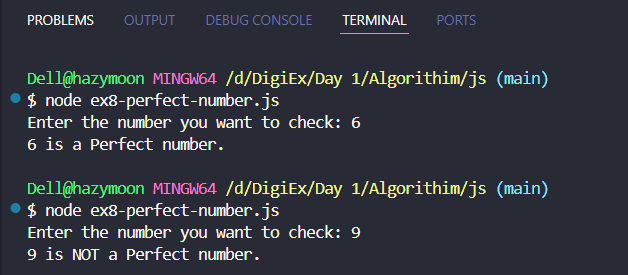 PROBLEMS OUTPUT DEBUG CONSOLE TERMINAL PORTS
Dell@hazymoon MINGW64 /d/DigiEx/Day 1/Algorithim/js (main)
$ node ex8-perfect-number.js
Enter the number you want to check: 6
6 is a Perfect number.
Dell@hazymoon MINGW64 /d/DigiEx/Day 1/Algorithim/js (main)
$ node ex8-perfect-number.js
Enter the number you want to check: 9
9 is NOT a Perfect number.